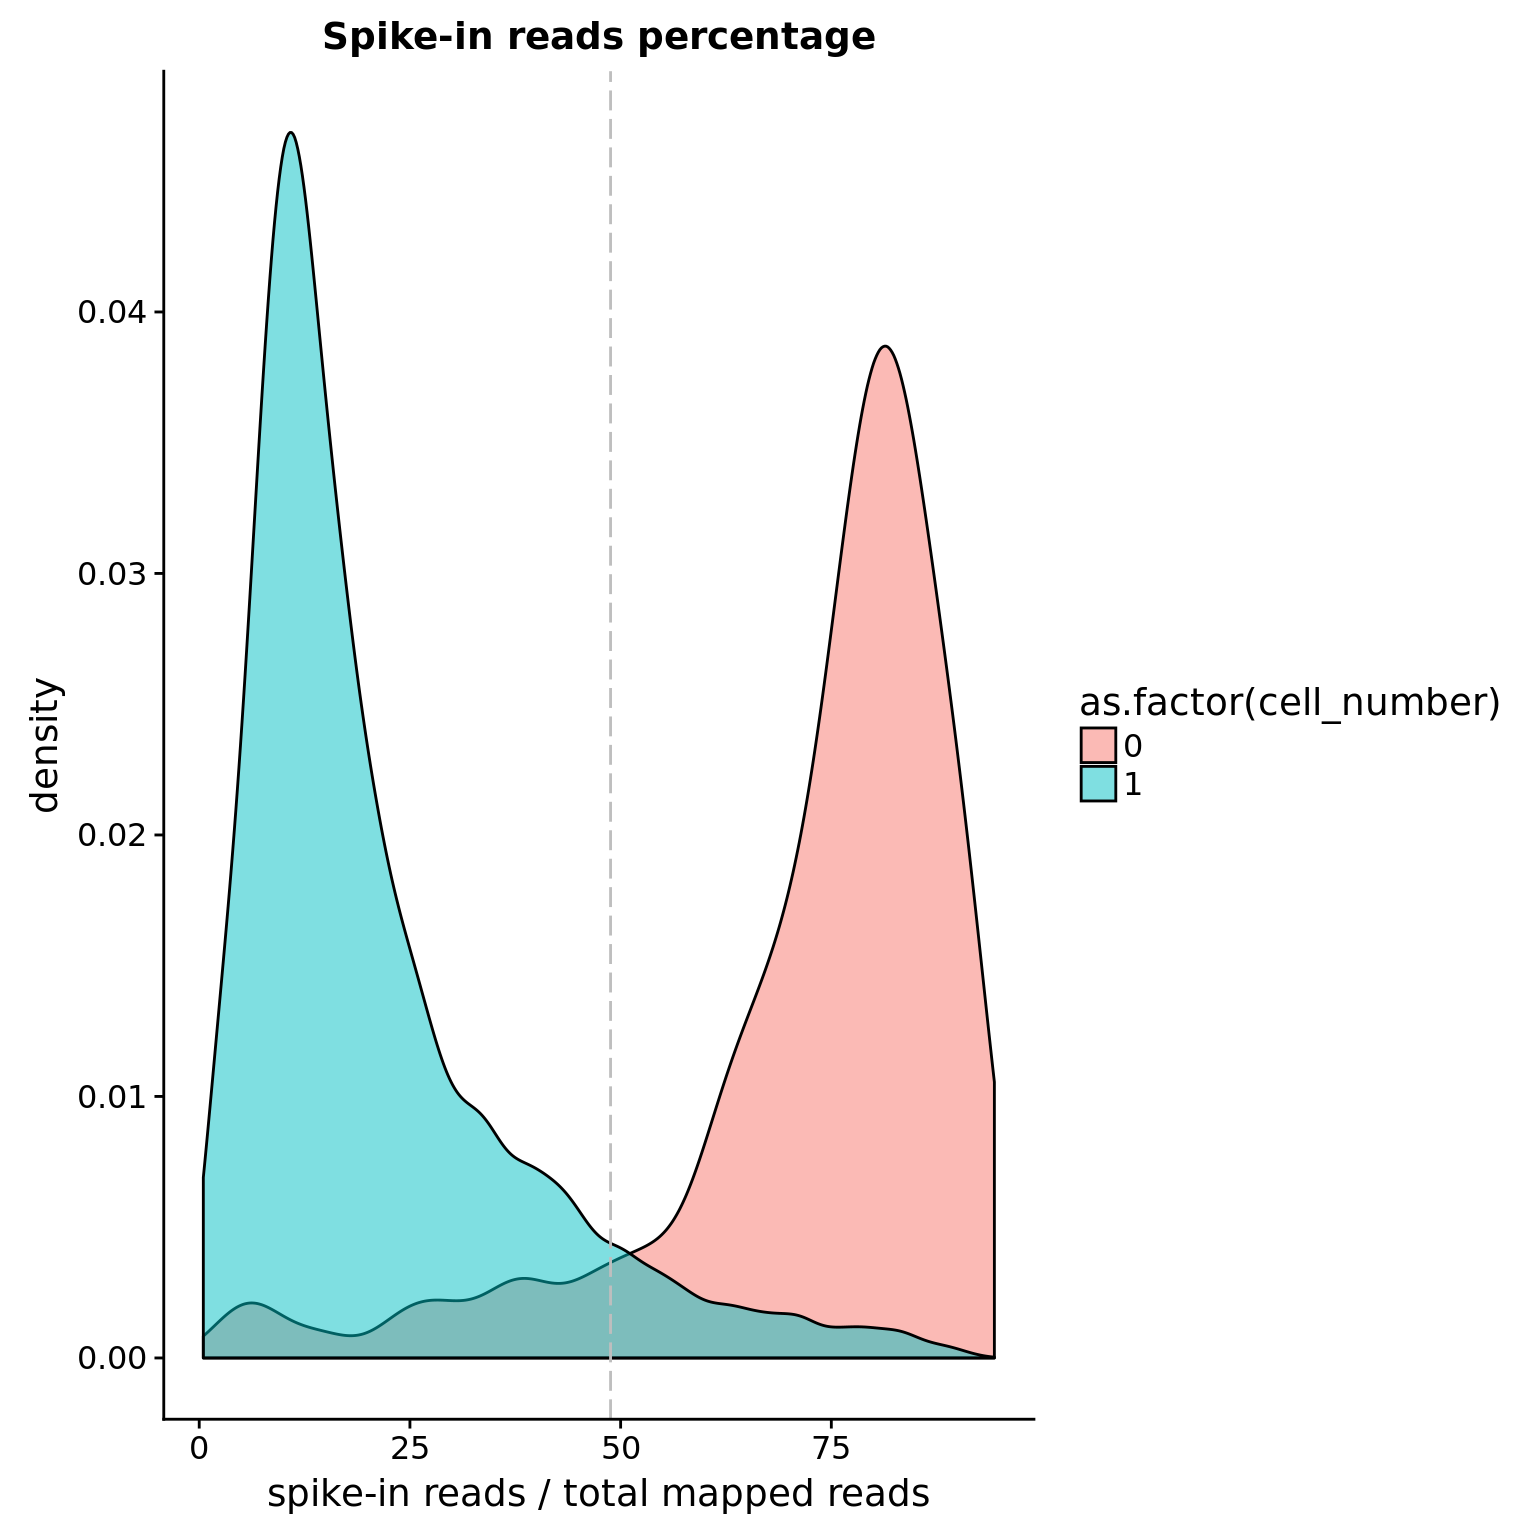 Spike-in reads percentage
0.04
0.03
0.02
0.01
0.00
density
0 25 50 75
spike-in reads / total mapped reads
as.factor(cell_number)
0
1